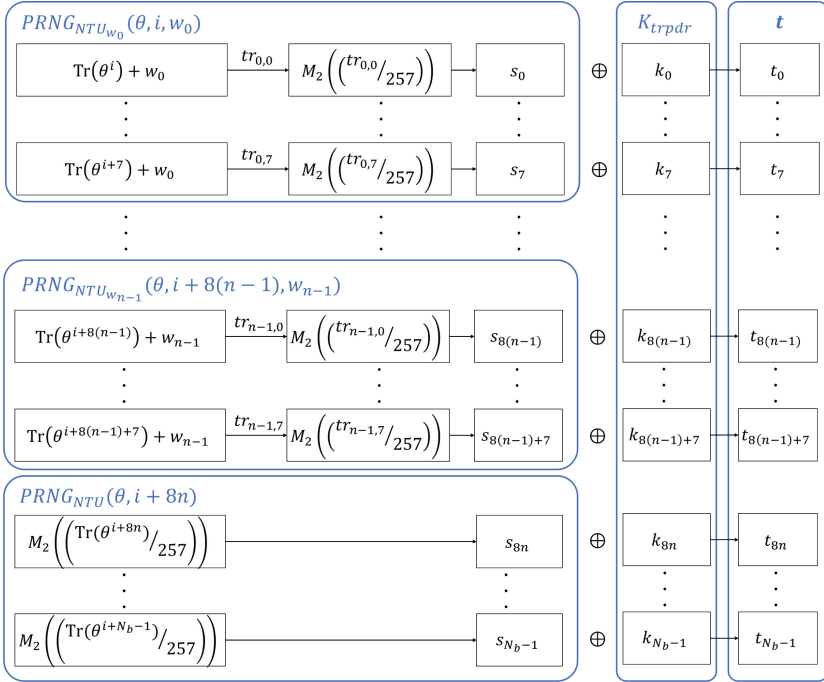 PRNG_{NTU_{w_0}}(θ, i, w_0) K_{trpdr} t
Tr(θ^i) + w_0 tr_{0,0} M_2((^{tr_{0,0}}/_{257})) s_0 ⊕ k_0 t_0
Tr(θ^{i+7}) + w_0 tr_{0,7} M_2((^{tr_{0,7}}/_{257})) s_7 ⊕ k_7 t_7
PRNG_{NTU_{w_{n-1}}}(θ, i + 8(n − 1), w_{n-1})
Tr(θ^{i+8(n-1)}) + w_{n-1} tr_{n-1,0} M_2((^{tr_{n-1,0}}/_{257})) s_{8(n-1)} ⊕ k_{8(n-1)} t_{8(n-1)}
Tr(θ^{i+8(n-1)+7}) + w_{n-1} tr_{n-1,7} M_2((^{tr_{n-1,7}}/_{257})) s_{8(n-1)+7} ⊕ k_{8(n-1)+7} t_{8(n-1)+7}
PRNG_{NTU}(θ, i + 8n)
M_2((^{Tr(θ^{i+8n})}/_{257})) s_{8n} ⊕ k_{8n} t_{8n}
M_2((^{Tr(θ^{i+N_b-1})}/_{257})) s_{N_b-1} ⊕ k_{N_b-1} t_{N_b-1}